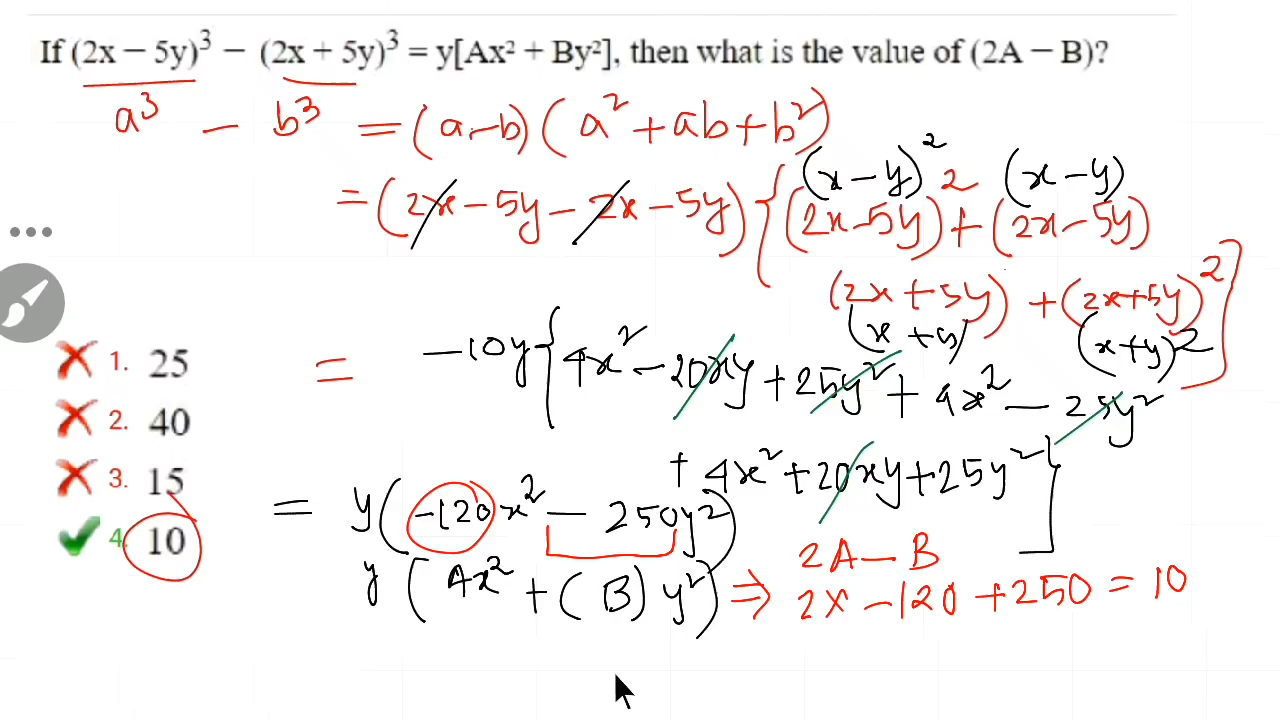 If (2x − 5y)³ − (2x + 5y)³ = y[Ax² + By²], then what is the value of (2A − B)?
a³ − b³ = (a-b) (a² + ab + b²)
(x − y)² (x − y)
= (2x − 5y − 2x − 5y) { (2x-5y)² + (2x − 5y)
(2x + 5y) + (2x+5y)² }
(x + y) (x+y)²
= −10y { 4x² − 20xy + 25y² + 4x² − 25y²
+ 4x² + 20xy + 25y² }
1. 25
2. 40
3. 15
4. 10
= y (−120x² − 250y²)
y (Ax² + (B) y²) ⇒ 2A − B
2x −120 + 250 = 10